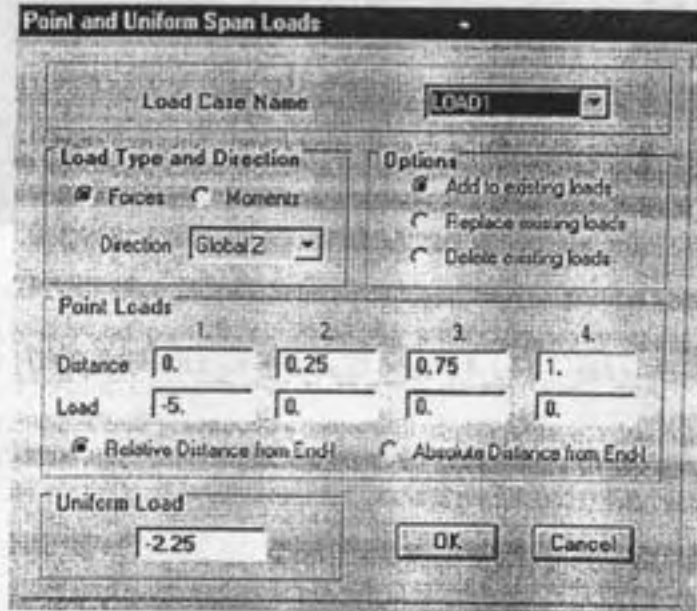 Point and Uniform Span Loads
Load Case Name LOAD1
Load Type and Direction
Forces Moments
Direction Global Z
Options
Add to existing loads
Replace existing loads
Delete existing loads
Point Loads
1. 2. 3. 4.
Distance 0. 0.25 0.75 1.
Load -5. 0. 0. 0.
Relative Distance from End-I Absolute Distance from End-I
Uniform Load
-2.25
OK Cancel